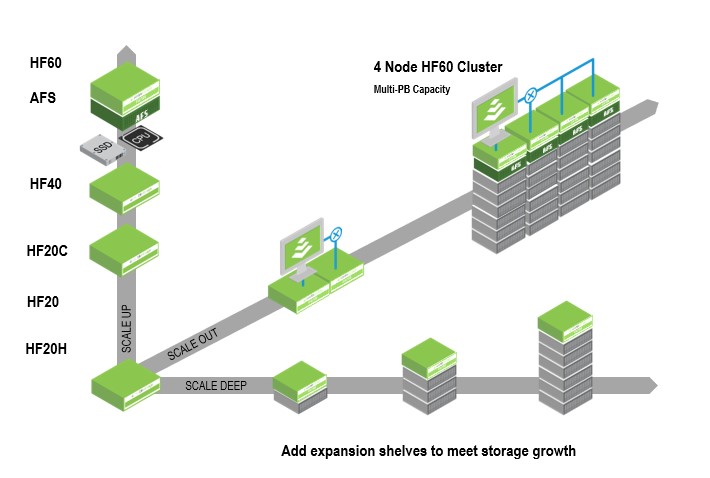 HF60
4 Node HF60 Cluster
Multi-PB Capacity
AFS
AFS
SSD
CPU
AFS
AFS
AFS
AFS
HF40
HF20C
HF20
SCALE UP
SCALE OUT
HF20H
SCALE DEEP
Add expansion shelves to meet storage growth